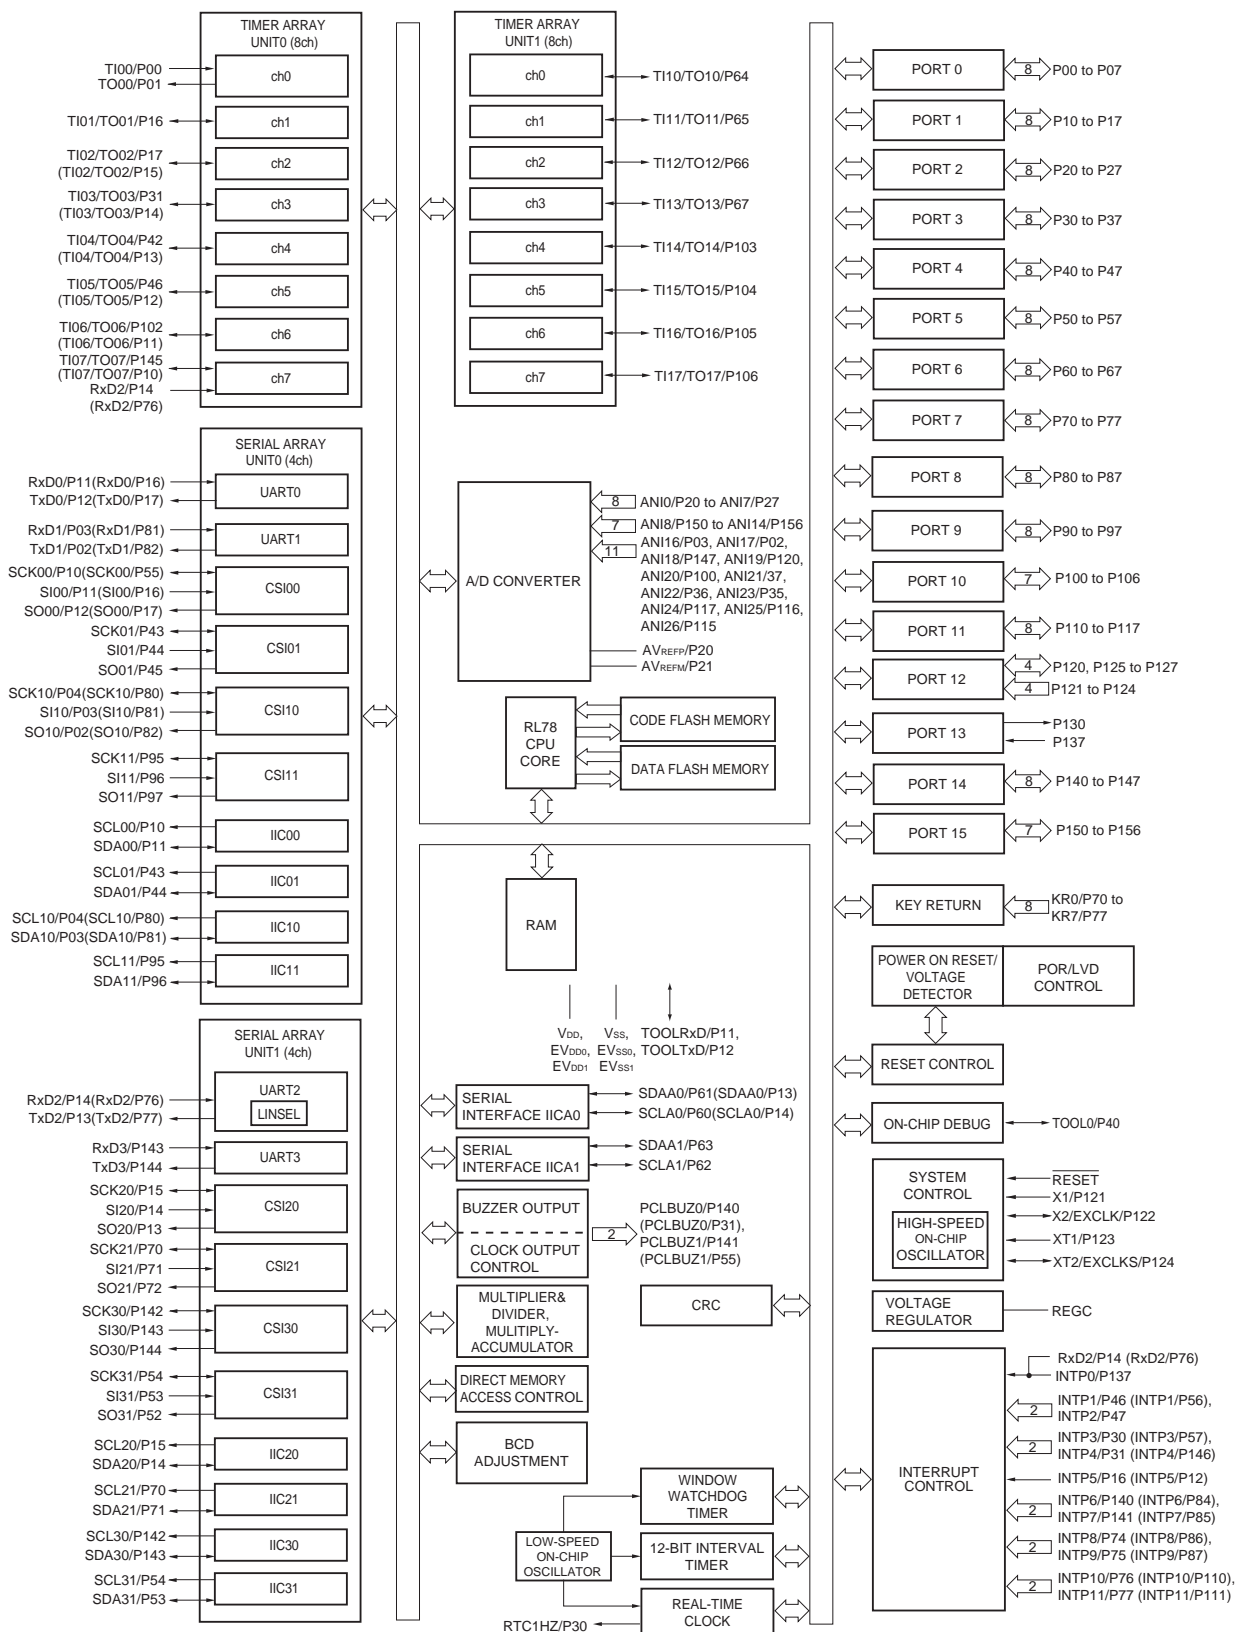 TIMER ARRAY
UNIT0 (8ch)
TI00/P00
TO00/P01
ch0
TI01/TO01/P16
ch1
TI02/TO02/P17
(TI02/TO02/P15)
ch2
TI03/TO03/P31
(TI03/TO03/P14)
ch3
TI04/TO04/P42
(TI04/TO04/P13)
ch4
TI05/TO05/P46
(TI05/TO05/P12)
ch5
TI06/TO06/P102
(TI06/TO06/P11)
ch6
TI07/TO07/P145
(TI07/TO07/P10)
ch7
RxD2/P14
(RxD2/P76)
SERIAL ARRAY
UNIT0 (4ch)
RxD0/P11(RxD0/P16)
TxD0/P12(TxD0/P17)
UART0
RxD1/P03(RxD1/P81)
TxD1/P02(TxD1/P82)
UART1
SCK00/P10(SCK00/P55)
SI00/P11(SI00/P16)
SO00/P12(SO00/P17)
CSI00
SCK01/P43
SI01/P44
SO01/P45
CSI01
SCK10/P04(SCK10/P80)
SI10/P03(SI10/P81)
SO10/P02(SO10/P82)
CSI10
SCK11/P95
SI11/P96
SO11/P97
CSI11
SCL00/P10
SDA00/P11
IIC00
SCL01/P43
SDA01/P44
IIC01
SCL10/P04(SCL10/P80)
SDA10/P03(SDA10/P81)
IIC10
SCL11/P95
SDA11/P96
IIC11
SERIAL ARRAY
UNIT1 (4ch)
RxD2/P14(RxD2/P76)
TxD2/P13(TxD2/P77)
UART2
LINSEL
RxD3/P143
TxD3/P144
UART3
SCK20/P15
SI20/P14
SO20/P13
CSI20
SCK21/P70
SI21/P71
SO21/P72
CSI21
SCK30/P142
SI30/P143
SO30/P144
CSI30
SCK31/P54
SI31/P53
SO31/P52
CSI31
SCL20/P15
SDA20/P14
IIC20
SCL21/P70
SDA21/P71
IIC21
SCL30/P142
SDA30/P143
IIC30
SCL31/P54
SDA31/P53
IIC31
TIMER ARRAY
UNIT1 (8ch)
ch0
TI10/TO10/P64
ch1
TI11/TO11/P65
ch2
TI12/TO12/P66
ch3
TI13/TO13/P67
ch4
TI14/TO14/P103
ch5
TI15/TO15/P104
ch6
TI16/TO16/P105
ch7
TI17/TO17/P106
A/D CONVERTER
8 ANI0/P20 to ANI7/P27
7 ANI8/P150 to ANI14/P156
11 ANI16/P03, ANI17/P02,
ANI18/P147, ANI19/P120,
ANI20/P100, ANI21/37,
ANI22/P36, ANI23/P35,
ANI24/P117, ANI25/P116,
ANI26/P115
AVREFP/P20
AVREFM/P21
RL78
CPU
CORE
CODE FLASH MEMORY
DATA FLASH MEMORY
RAM
VDD,
EVDD0,
EVDD1
VSS,
EVSS0,
EVSS1
TOOLRxD/P11,
TOOLTxD/P12
SERIAL
INTERFACE IICA0
SDAA0/P61(SDAA0/P13)
SCLA0/P60(SCLA0/P14)
SERIAL
INTERFACE IICA1
SDAA1/P63
SCLA1/P62
BUZZER OUTPUT
CLOCK OUTPUT
CONTROL
2
PCLBUZ0/P140
(PCLBUZ0/P31),
PCLBUZ1/P141
(PCLBUZ1/P55)
MULTIPLIER&
DIVIDER,
MULITIPLY-
ACCUMULATOR
CRC
DIRECT MEMORY
ACCESS CONTROL
BCD
ADJUSTMENT
LOW-SPEED
ON-CHIP
OSCILLATOR
WINDOW
WATCHDOG
TIMER
12-BIT INTERVAL
TIMER
REAL-TIME
CLOCK
RTC1HZ/P30
PORT 0 8 P00 to P07
PORT 1 8 P10 to P17
PORT 2 8 P20 to P27
PORT 3 8 P30 to P37
PORT 4 8 P40 to P47
PORT 5 8 P50 to P57
PORT 6 8 P60 to P67
PORT 7 8 P70 to P77
PORT 8 8 P80 to P87
PORT 9 8 P90 to P97
PORT 10 7 P100 to P106
PORT 11 8 P110 to P117
PORT 12
4 P120, P125 to P127
4 P121 to P124
PORT 13
P130
P137
PORT 14 8 P140 to P147
PORT 15 7 P150 to P156
KEY RETURN
8 KR0/P70 to
KR7/P77
POWER ON RESET/
VOLTAGE
DETECTOR
POR/LVD
CONTROL
RESET CONTROL
ON-CHIP DEBUG
TOOL0/P40
SYSTEM
CONTROL
HIGH-SPEED
ON-CHIP
OSCILLATOR
RESET
X1/P121
X2/EXCLK/P122
XT1/P123
XT2/EXCLKS/P124
VOLTAGE
REGULATOR
REGC
INTERRUPT
CONTROL
RxD2/P14 (RxD2/P76)
INTP0/P137
2 INTP1/P46 (INTP1/P56),
INTP2/P47
2 INTP3/P30 (INTP3/P57),
INTP4/P31 (INTP4/P146)
INTP5/P16 (INTP5/P12)
2 INTP6/P140 (INTP6/P84),
INTP7/P141 (INTP7/P85)
2 INTP8/P74 (INTP8/P86),
INTP9/P75 (INTP9/P87)
2 INTP10/P76 (INTP10/P110),
INTP11/P77 (INTP11/P111)